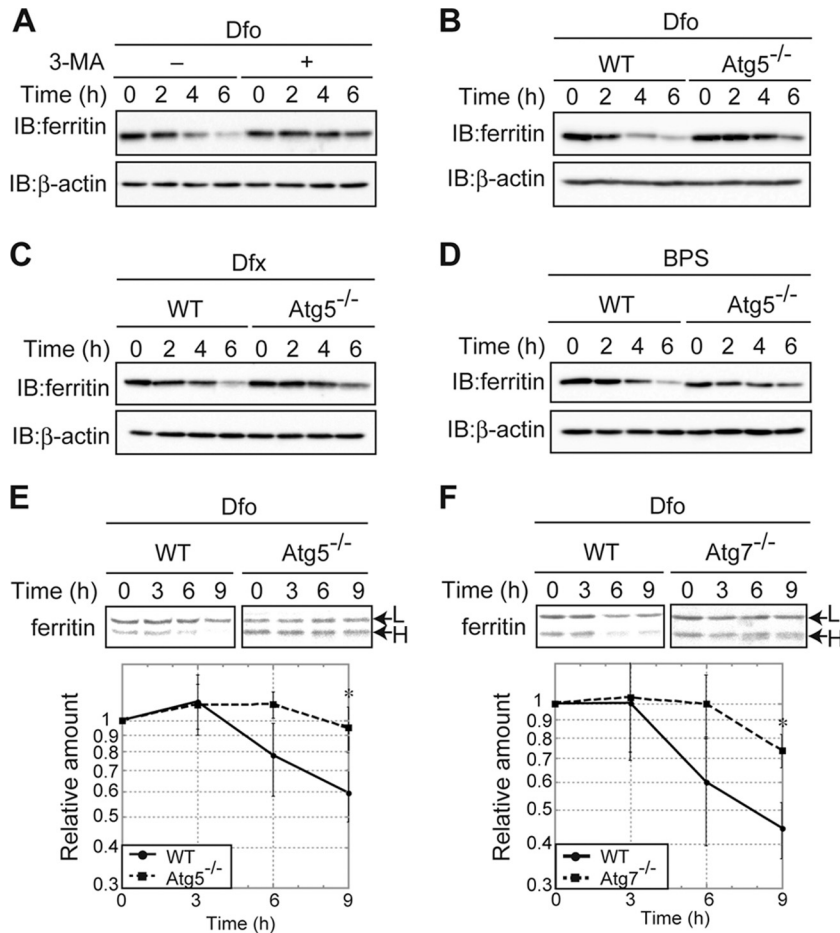 A
Dfo
3-MA – +
Time (h) 0 2 4 6 0 2 4 6
IB:ferritin
IB:β-actin
B
Dfo
WT Atg5-/-
Time (h) 0 2 4 6 0 2 4 6
IB:ferritin
IB:β-actin
C
Dfx
WT Atg5-/-
Time (h) 0 2 4 6 0 2 4 6
IB:ferritin
IB:β-actin
D
BPS
WT Atg5-/-
Time (h) 0 2 4 6 0 2 4 6
IB:ferritin
IB:β-actin
E
Dfo
WT Atg5-/-
Time (h) 0 3 6 9 0 3 6 9
ferritin
L
H
*
1
0.9
0.8
0.7
0.6
0.5
0.4
0.3
Relative amount
WT
Atg5-/-
0 3 6 9
Time (h)
F
Dfo
WT Atg7-/-
Time (h) 0 3 6 9 0 3 6 9
ferritin
L
H
*
1
0.9
0.8
0.7
0.6
0.5
0.4
0.3
Relative amount
WT
Atg7-/-
0 3 6 9
Time (h)